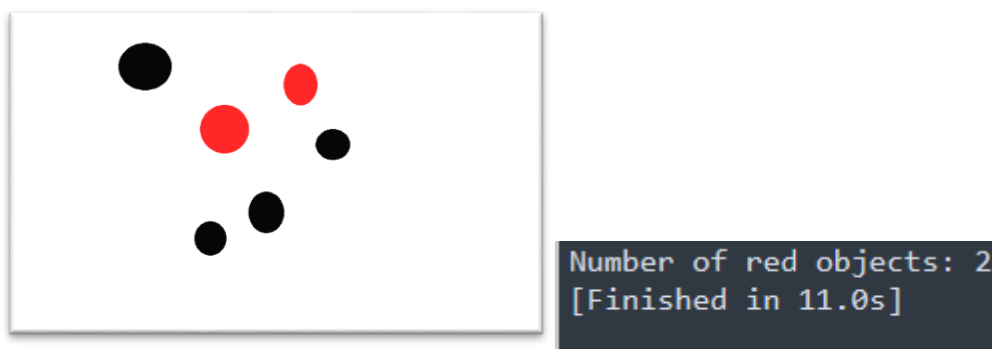 Number of red objects: 2
[Finished in 11.0s]